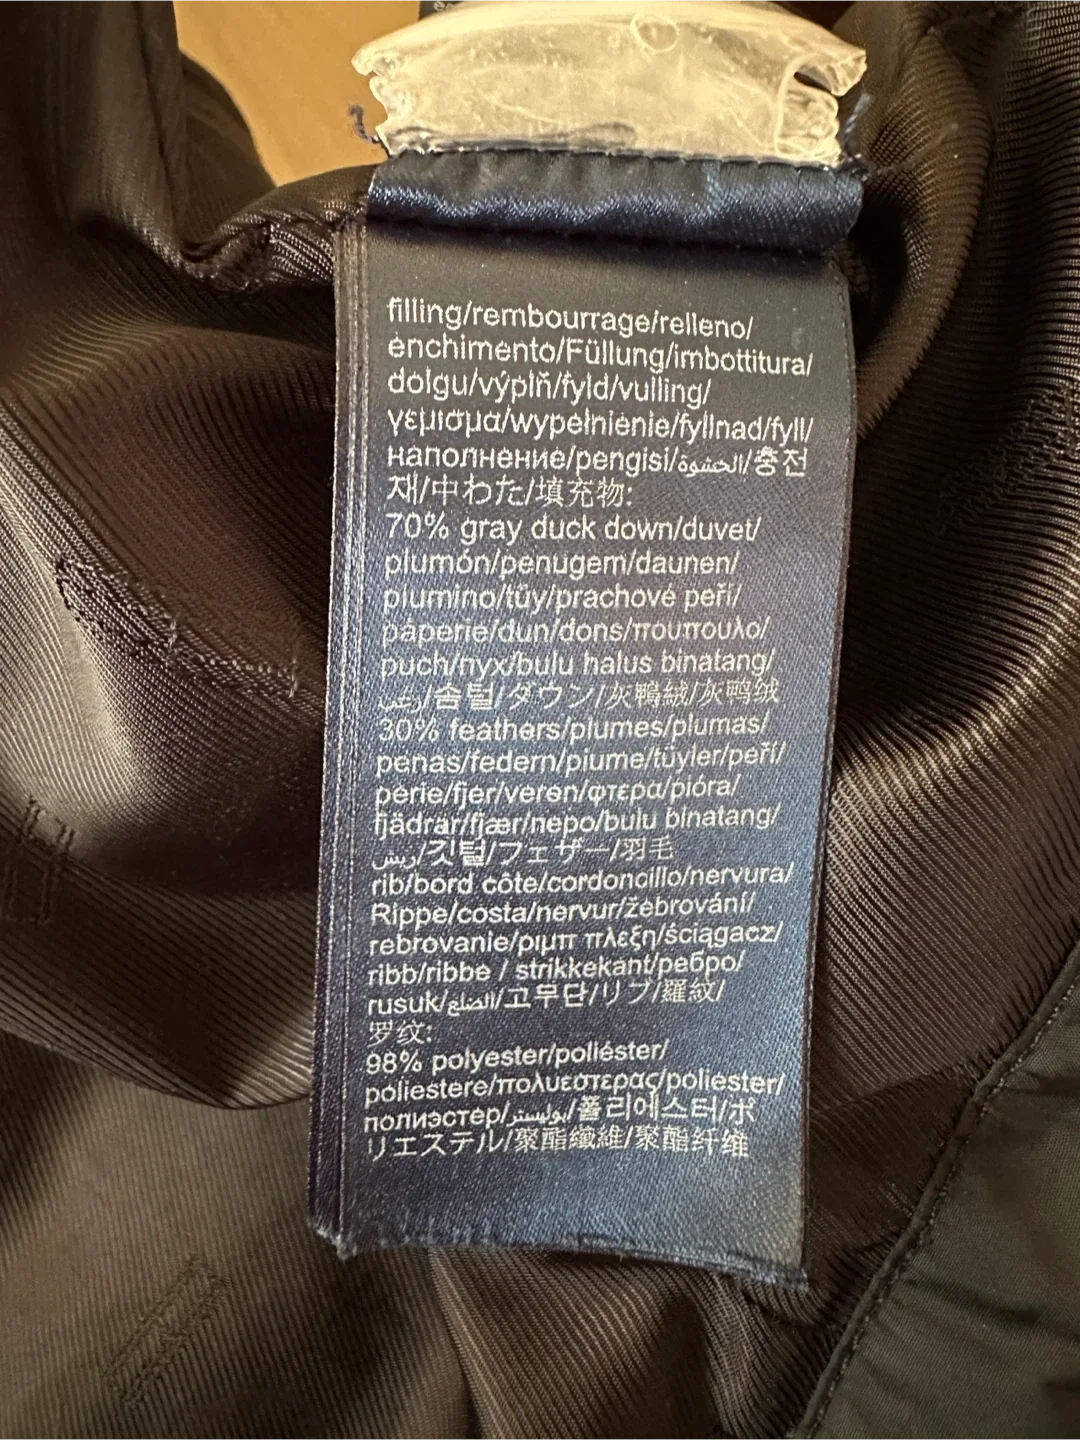 filling/rembourrage/relleno/
enchimento/Füllung/imbottitura/
dolgu/výplň/fyld/vulling/
γεμισμα/wypełnienie/fyllnad/fyll/
наполнение/pengisi/الحشوة/충전
재/中わた/填充物:
70% gray duck down/duvet/
plumón/penugem/daunen/
piumino/tüy/prachové peří/
páperie/dun/dons/πουπουλο/
puch/пух/bulu halus binatang/
زغب/솜털/ダウン/灰鴨絨/灰鸭绒
30% feathers/plumes/plumas/
penas/federn/piume/tüyler/peří/
perie/fjer/veren/φτερα/pióra/
fjädrar/fjær/перо/bulu binatang/
ريش/깃털/フェザー/羽毛
rib/bord côte/cordoncillo/nervura/
Rippe/costa/nervur/žebrování/
rebrovanie/ριμπ πλεξη/ściągacz/
ribb/ribbe / strikkekant/ребро/
rusuk/الضلع/고무단/リブ/羅紋/
罗纹:
98% polyester/poliéster/
poliestere/πολυεστερας/poliester/
полиэстер/بوليستر/폴리에스터/ポ
リエステル/聚酯纖維/聚酯纤维